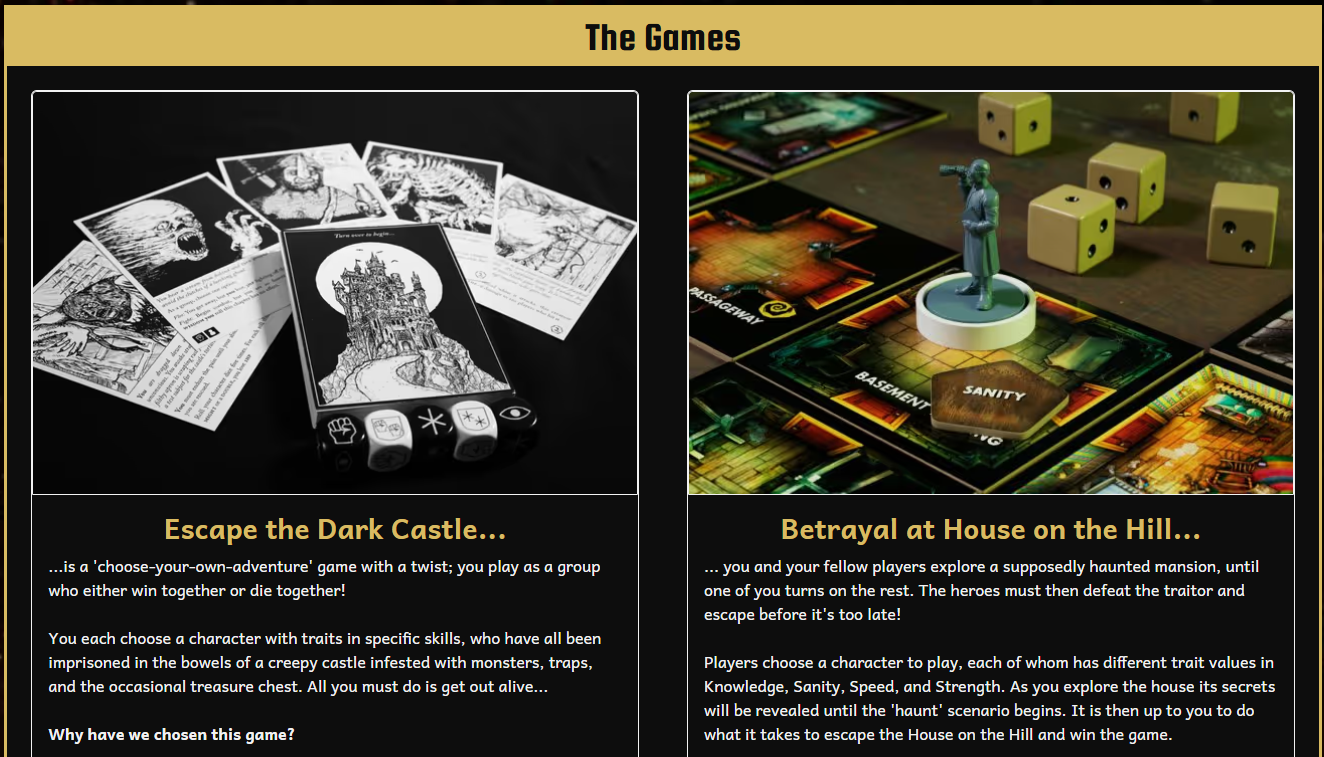 The Games
Turn over to begin...
PASSAGEWAY
BASEMENT
SANITY
NG
Escape the Dark Castle...
...is a 'choose-your-own-adventure' game with a twist; you play as a group
who either win together or die together!
You each choose a character with traits in specific skills, who have all been
imprisoned in the bowels of a creepy castle infested with monsters, traps,
and the occasional treasure chest. All you must do is get out alive...
Why have we chosen this game?
Betrayal at House on the Hill...
... you and your fellow players explore a supposedly haunted mansion, until
one of you turns on the rest. The heroes must then defeat the traitor and
escape before it's too late!
Players choose a character to play, each of whom has different trait values in
Knowledge, Sanity, Speed, and Strength. As you explore the house its secrets
will be revealed until the 'haunt' scenario begins. It is then up to you to do
what it takes to escape the House on the Hill and win the game.